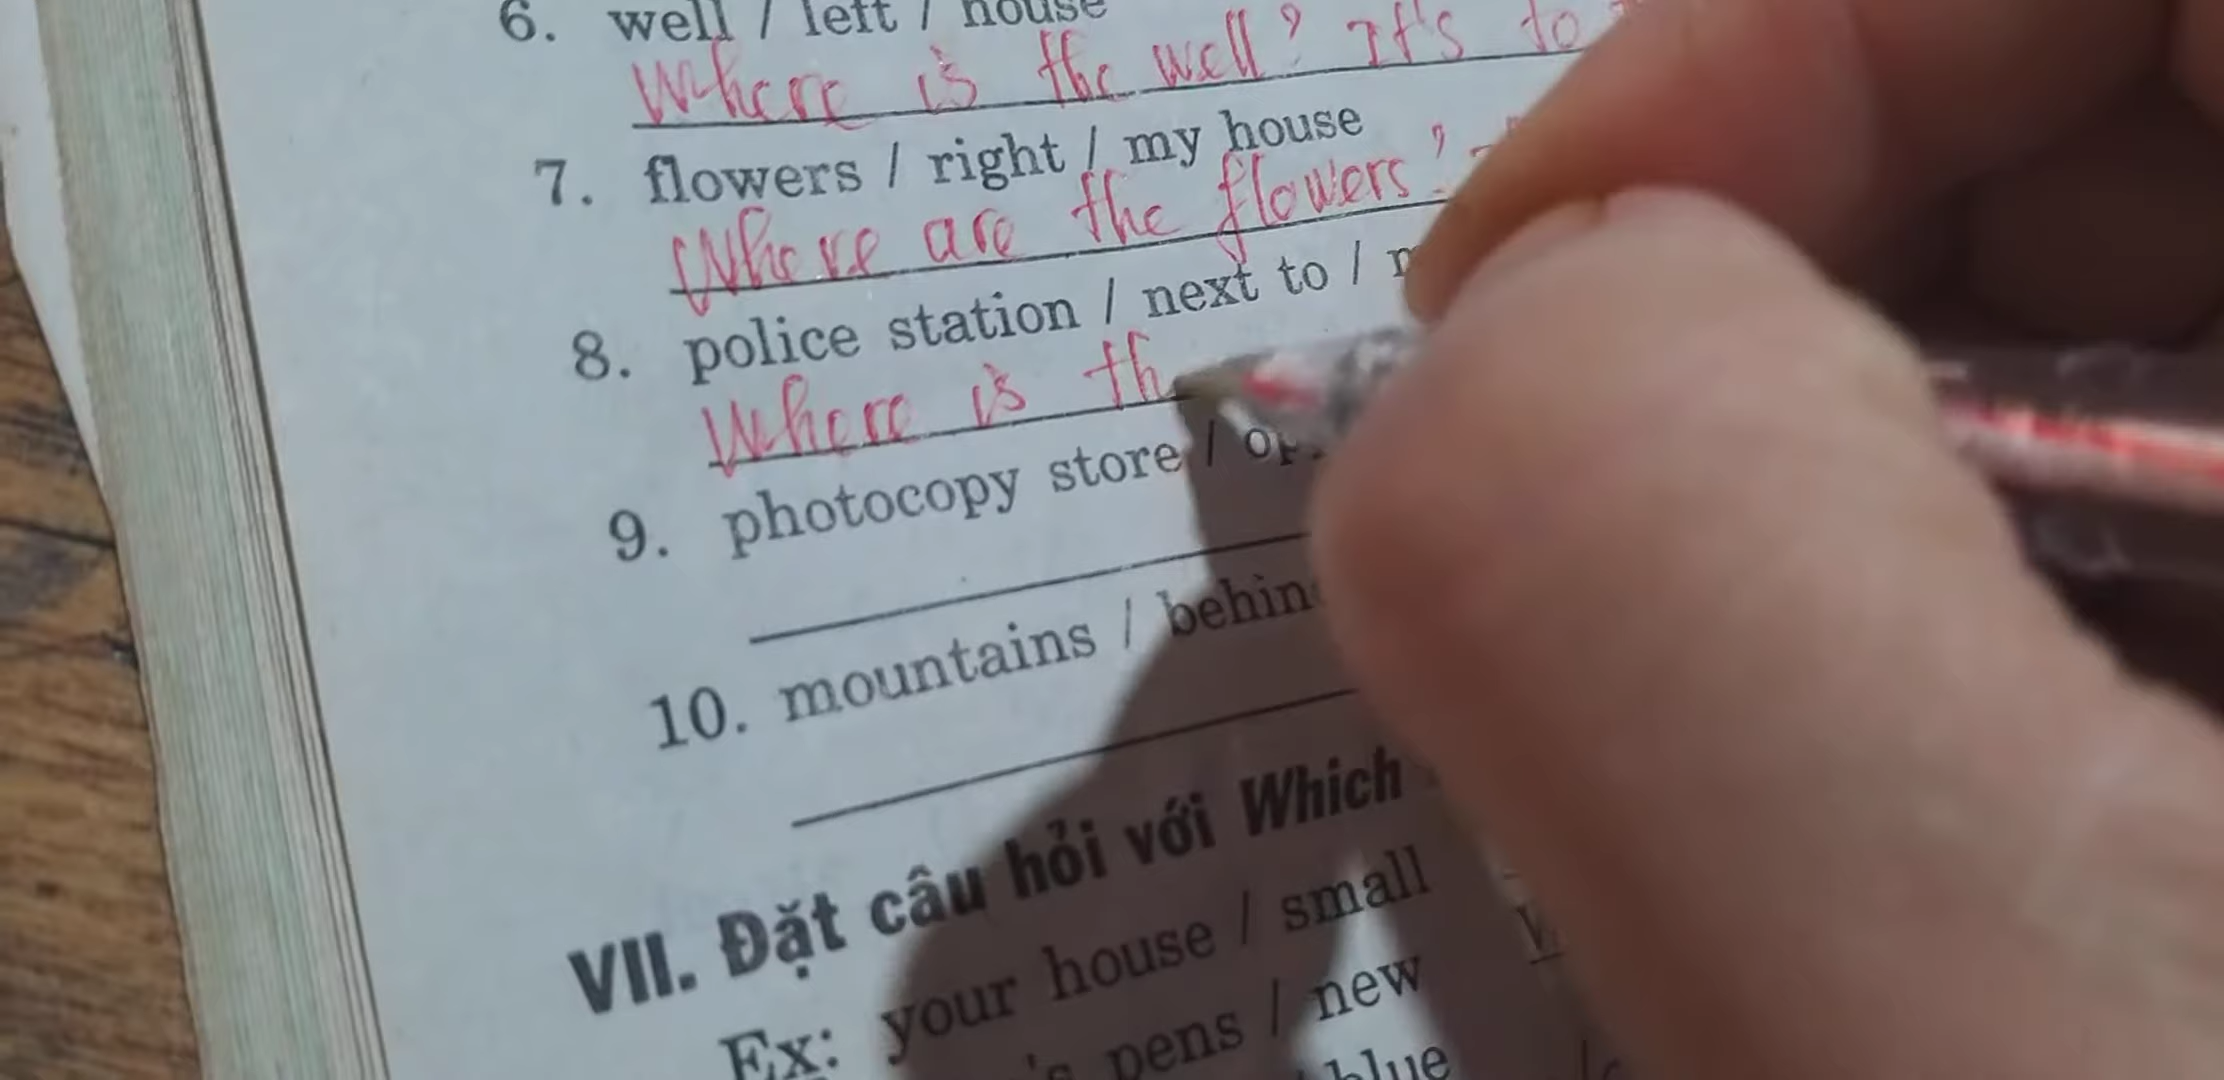 6. well / left / house
Where is the well? It's to
7. flowers / right / my house
Where are the flowers?
8. police station / next to /
Where is th
9. photocopy store /
10. mountains /
VII. Đặt câu hỏi với Which
Ex: your house / small
pens / new
blue